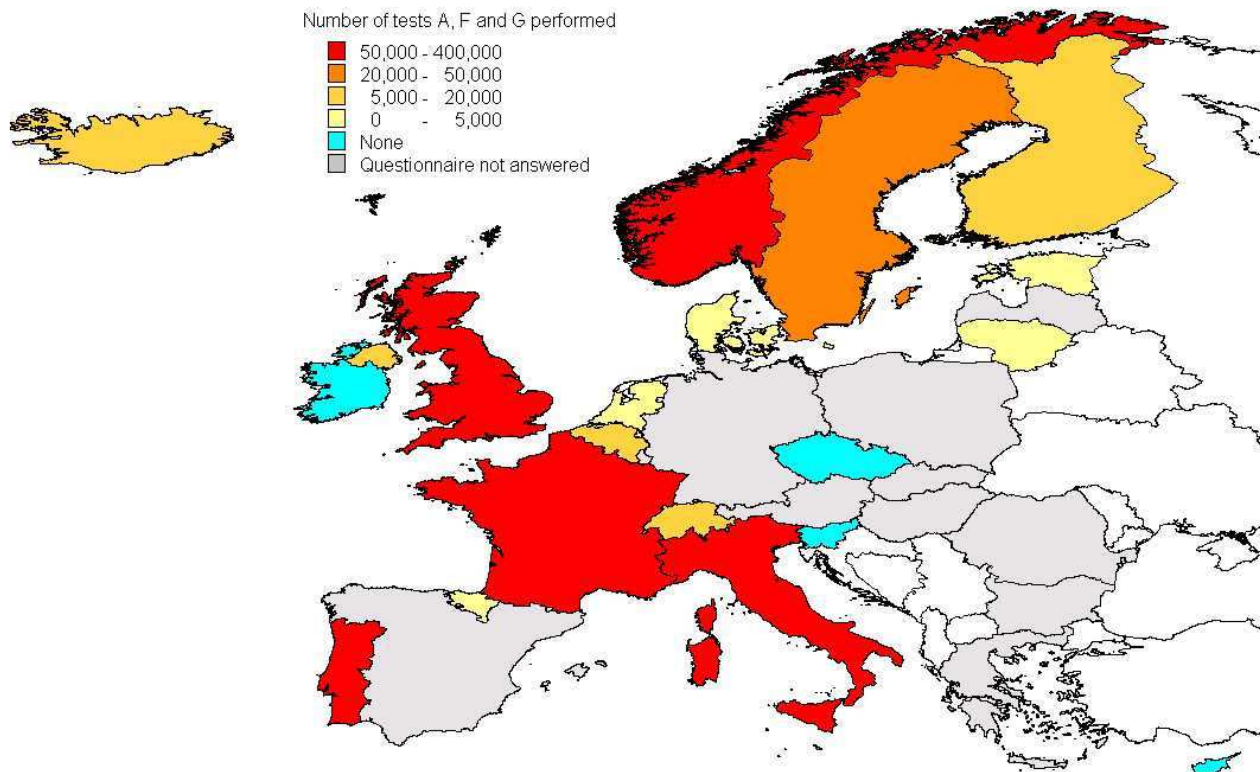 Number of tests A, F and G performed
50,000 - 400,000
20,000 - 50,000
5,000 - 20,000
0 - 5,000
None
Questionnaire not answered